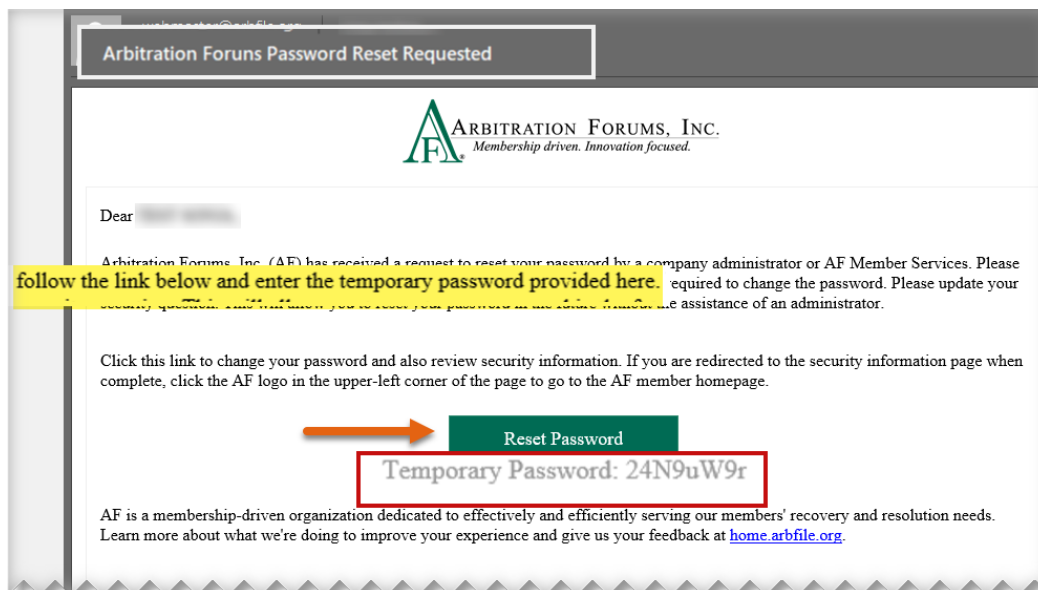 webmaster@arbfile.org
Arbitration Foruns Password Reset Requested
ARBITRATION FORUMS, INC.
Membership driven. Innovation focused.
AF
Dear
Arbitration Forums, Inc. (AF) has received a request to reset your password by a company administrator or AF Member Services. Please
follow the link below and enter the temporary password provided here.
required to change the password. Please update your
security question. This will allow you to reset your password in the future without the assistance of an administrator.
Click this link to change your password and also review security information. If you are redirected to the security information page when
complete, click the AF logo in the upper-left corner of the page to go to the AF member homepage.
Reset Password
Temporary Password: 24N9uW9r
AF is a membership-driven organization dedicated to effectively and efficiently serving our members' recovery and resolution needs.
Learn more about what we're doing to improve your experience and give us your feedback at home.arbfile.org.